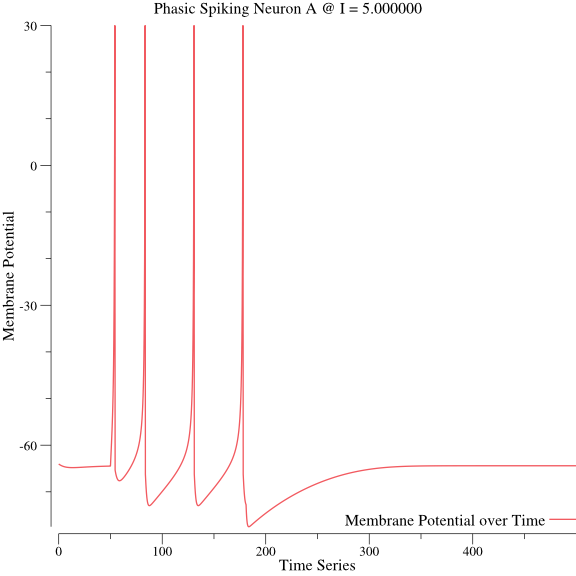 Phasic Spiking Neuron A @ I = 5.000000
30
0
-30
-60
Membrane Potential
Membrane Potential over Time
0 100 200 300 400
Time Series